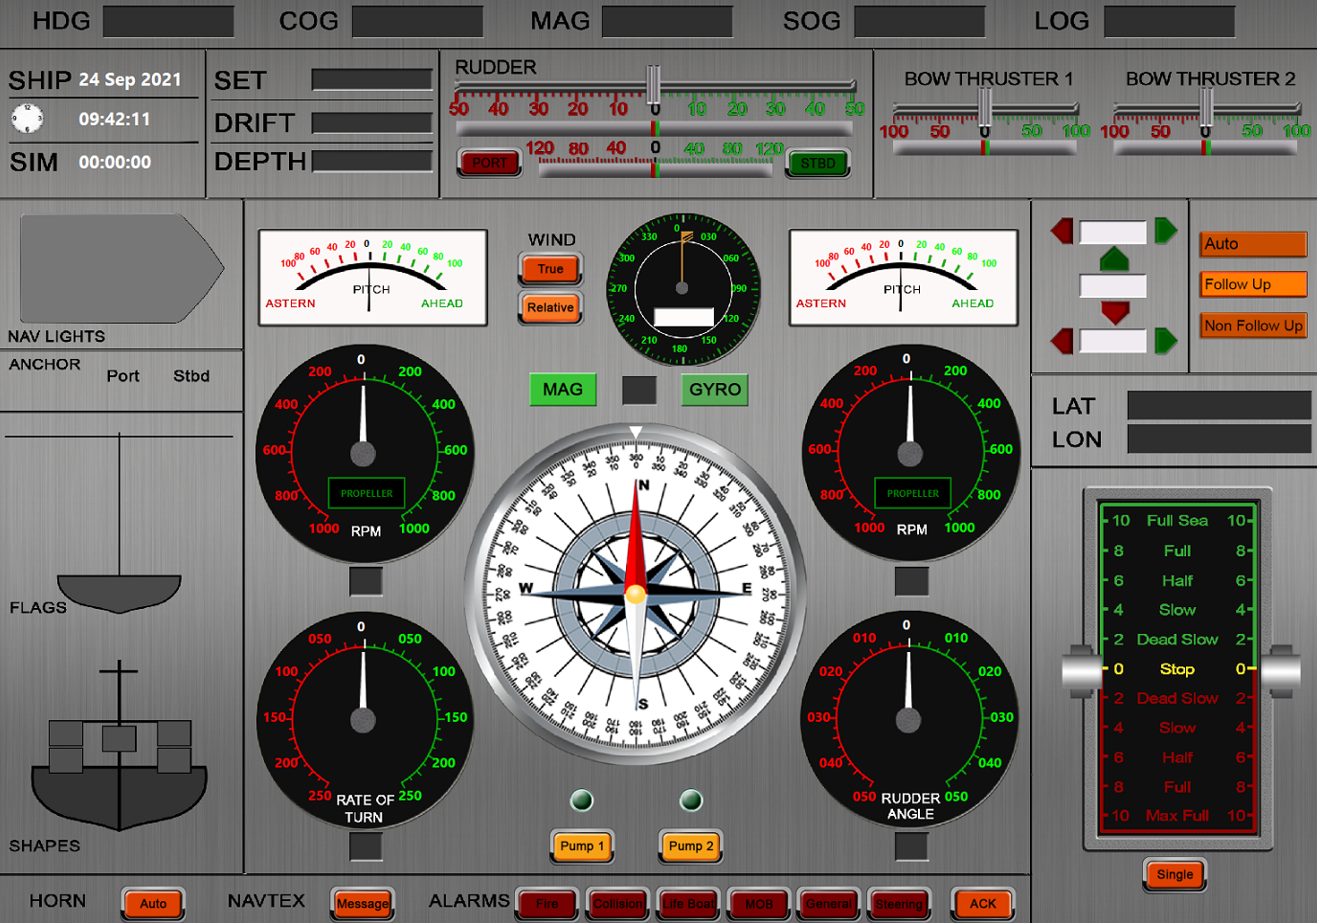 HDG COG MAG SOG LOG
SHIP 24 Sep 2021
09:42:11
SIM 00:00:00
SET
DRIFT
DEPTH
RUDDER
50 40 30 20 10 0 10 20 30 40 50
120 80 40 0 40 80 120
PORT STBD
BOW THRUSTER 1
100 50 0 50 100
BOW THRUSTER 2
100 50 0 50 100
NAV LIGHTS
ANCHOR Port Stbd
FLAGS
SHAPES
100 80 60 40 20 0 20 40 60 80 100
PITCH
ASTERN AHEAD
WIND
True
Relative
0 030 060 090 120 150 180 210 240 270 300 330
100 80 60 40 20 0 20 40 60 80 100
PITCH
ASTERN AHEAD
Auto
Follow Up
Non Follow Up
LAT
LON
0
200 200
400 400
600 600
800 800
1000 1000
PROPELLER
RPM
MAG GYRO
N
W E
S
0
200 200
400 400
600 600
800 800
1000 1000
PROPELLER
RPM
0
050 050
100 100
150 150
200 200
250 250
RATE OF
TURN
0
010 010
020 020
030 030
040 040
050 050
RUDDER
ANGLE
Pump 1 Pump 2
10 Full Sea 10
8 Full 8
6 Half 6
4 Slow 4
2 Dead Slow 2
0 Stop 0
2 Dead Slow 2
4 Slow 4
6 Half 6
8 Full 8
10 Max Full 10
Single
HORN Auto NAVTEX Message ALARMS Fire Collision Life Boat MOB General Steering ACK